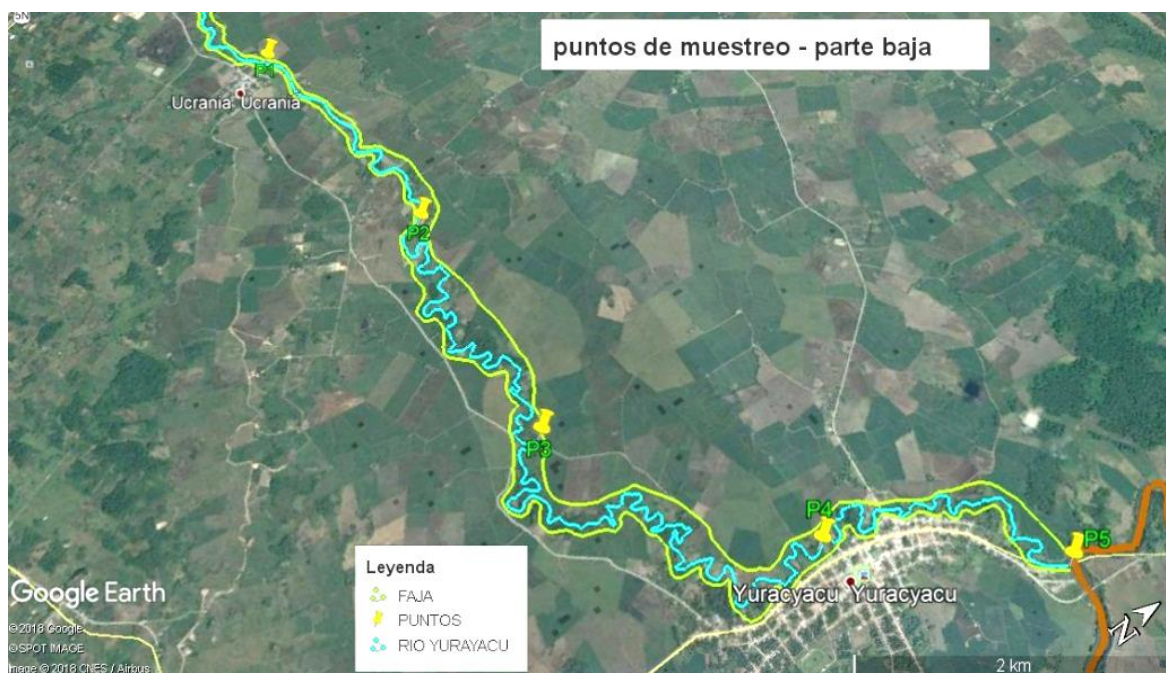 5N
puntos de muestreo - parte baja
P1
Ucrania Ucrania
P2
P3
P4
P5
Leyenda
FAJA
PUNTOS
RIO YURAYACU
Yuracyacu Yuracyacu
Google Earth
© 2018 Google
©SPOT IMAGE
Image © 2018 CNES / Airbus
N
2 km